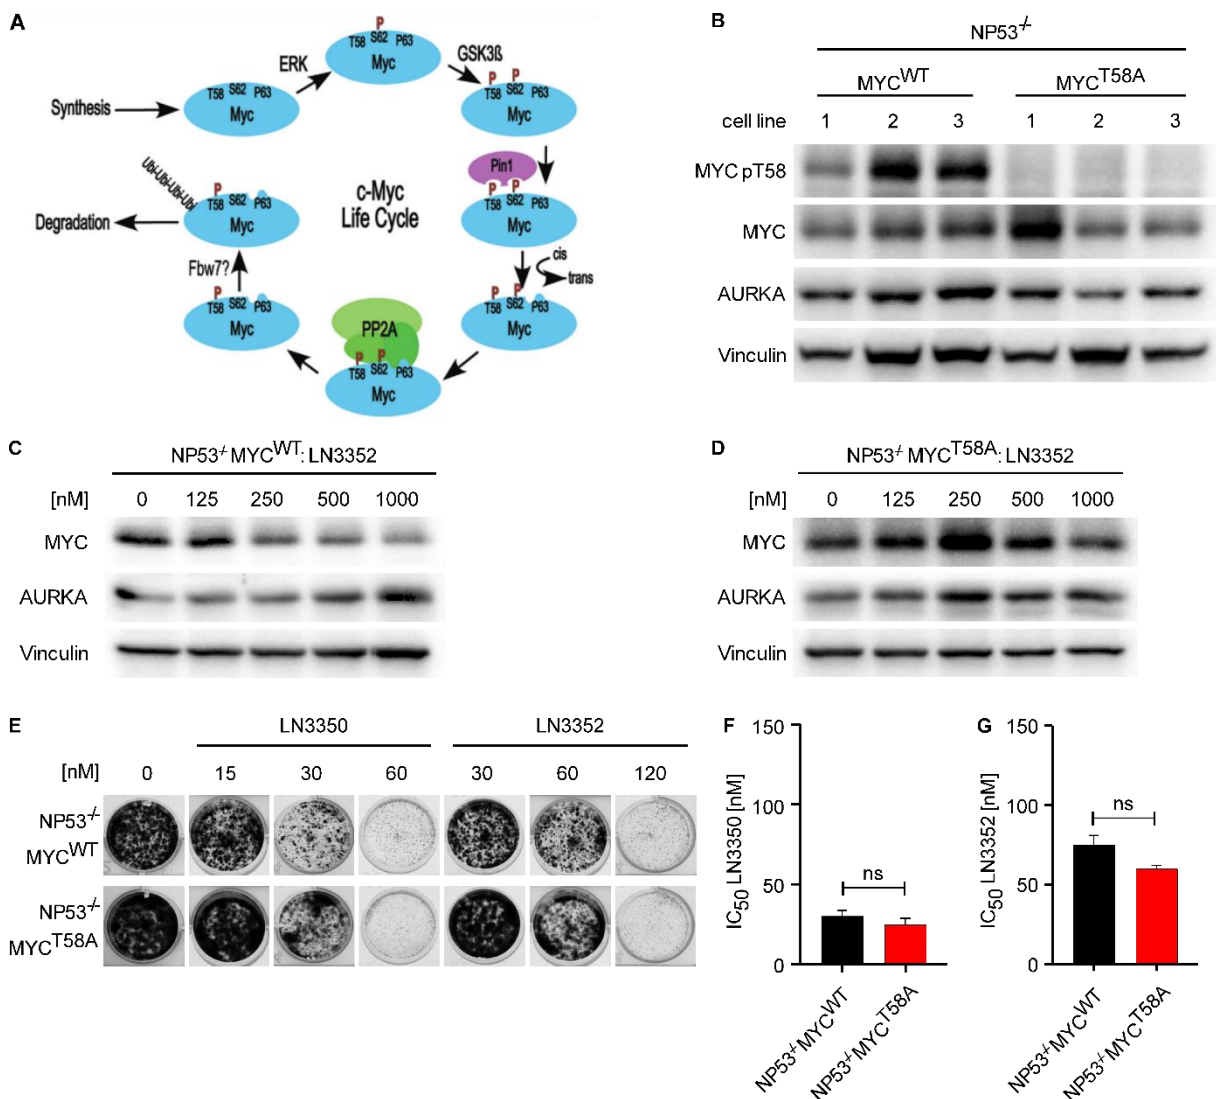 A
Synthesis
T58 S62 P63
Myc
ERK
P
T58 S62 P63
Myc
GSK3ß
P P
T58 S62 P63
Myc
Pin1
P P
T58 S62 P63
Myc
cis
trans
P P
T58 S62 P63
Myc
PP2A
P P
T58 S62 P63
Myc
P
T58 S62 P63
Myc
Fbw7?
Ubi-Ubi-Ubi-Ubi
P
T58 S62 P63
Myc
Degradation
c-Myc
Life Cycle
B
NP53-/-
MYCWT MYCT58A
cell line 1 2 3 1 2 3
MYC pT58
MYC
AURKA
Vinculin
C
NP53-/- MYCWT: LN3352
[nM] 0 125 250 500 1000
MYC
AURKA
Vinculin
D
NP53-/- MYCT58A: LN3352
[nM] 0 125 250 500 1000
MYC
AURKA
Vinculin
E
LN3350 LN3352
[nM] 0 15 30 60 30 60 120
NP53-/-
MYCWT
NP53-/-
MYCT58A
F
IC50 LN3350 [nM]
150
100
50
0
ns
NP53-/-MYCWT
NP53-/-MYCT58A
G
IC50 LN3352 [nM]
150
100
50
0
ns
NP53-/-MYCWT
NP53-/-MYCT58A